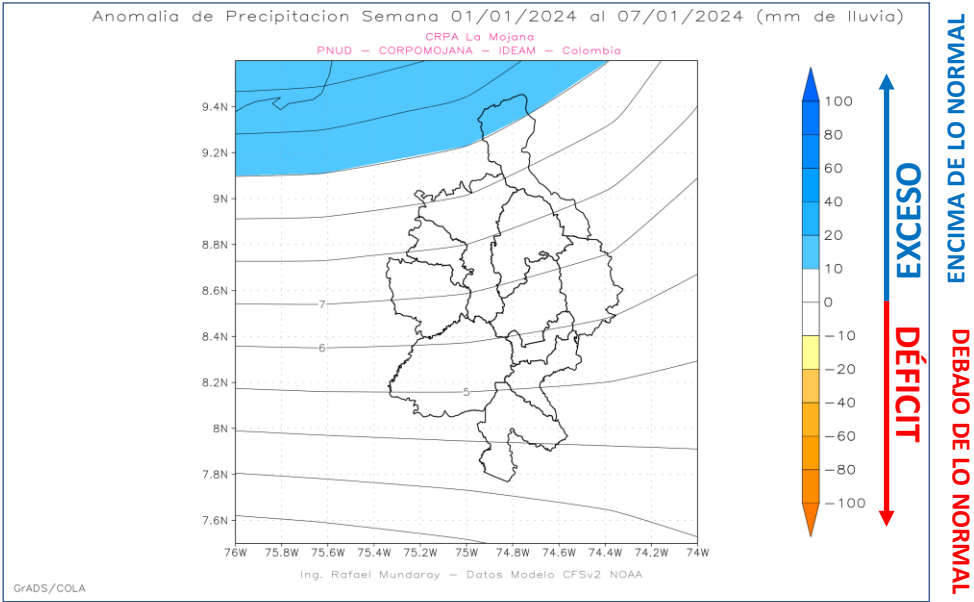 Anomalia de Precipitacion Semana 01/01/2024 al 07/01/2024 (mm de lluvia)
CRPA La Mojana
PNUD – CORPOMOJANA – IDEAM – Colombia
9.4N
9.2N
9N
8.8N
8.6N
8.4N
8.2N
8N
7.8N
7.6N
7
6
5
76W 75.8W 75.6W 75.4W 75.2W 75W 74.8W 74.6W 74.4W 74.2W 74W
Ing. Rafael Mundaray – Datos Modelo CFSv2 NOAA
GrADS/COLA
100
80
60
40
20
10
0
−10
−20
−40
−60
−80
−100
EXCESO
DÉFICIT
ENCIMA DE LO NORMAL
DEBAJO DE LO NORMAL